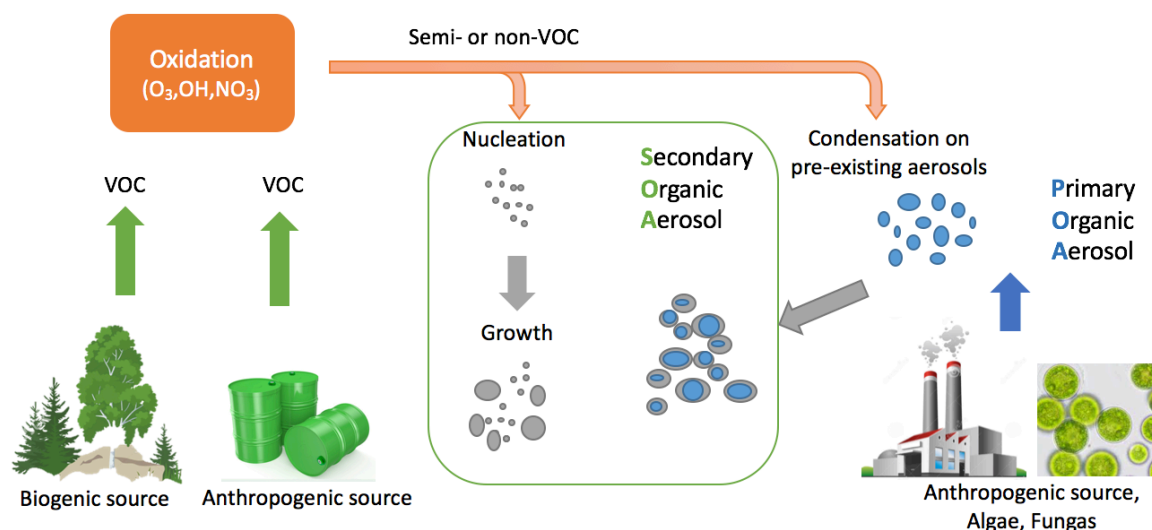 Oxidation
(O₃,OH,NO₃)
Semi- or non-VOC
VOC
VOC
Nucleation
Growth
Secondary
Organic
Aerosol
Condensation on
pre-existing aerosols
Primary
Organic
Aerosol
Biogenic source
Anthropogenic source
Anthropogenic source,
Algae, Fungas